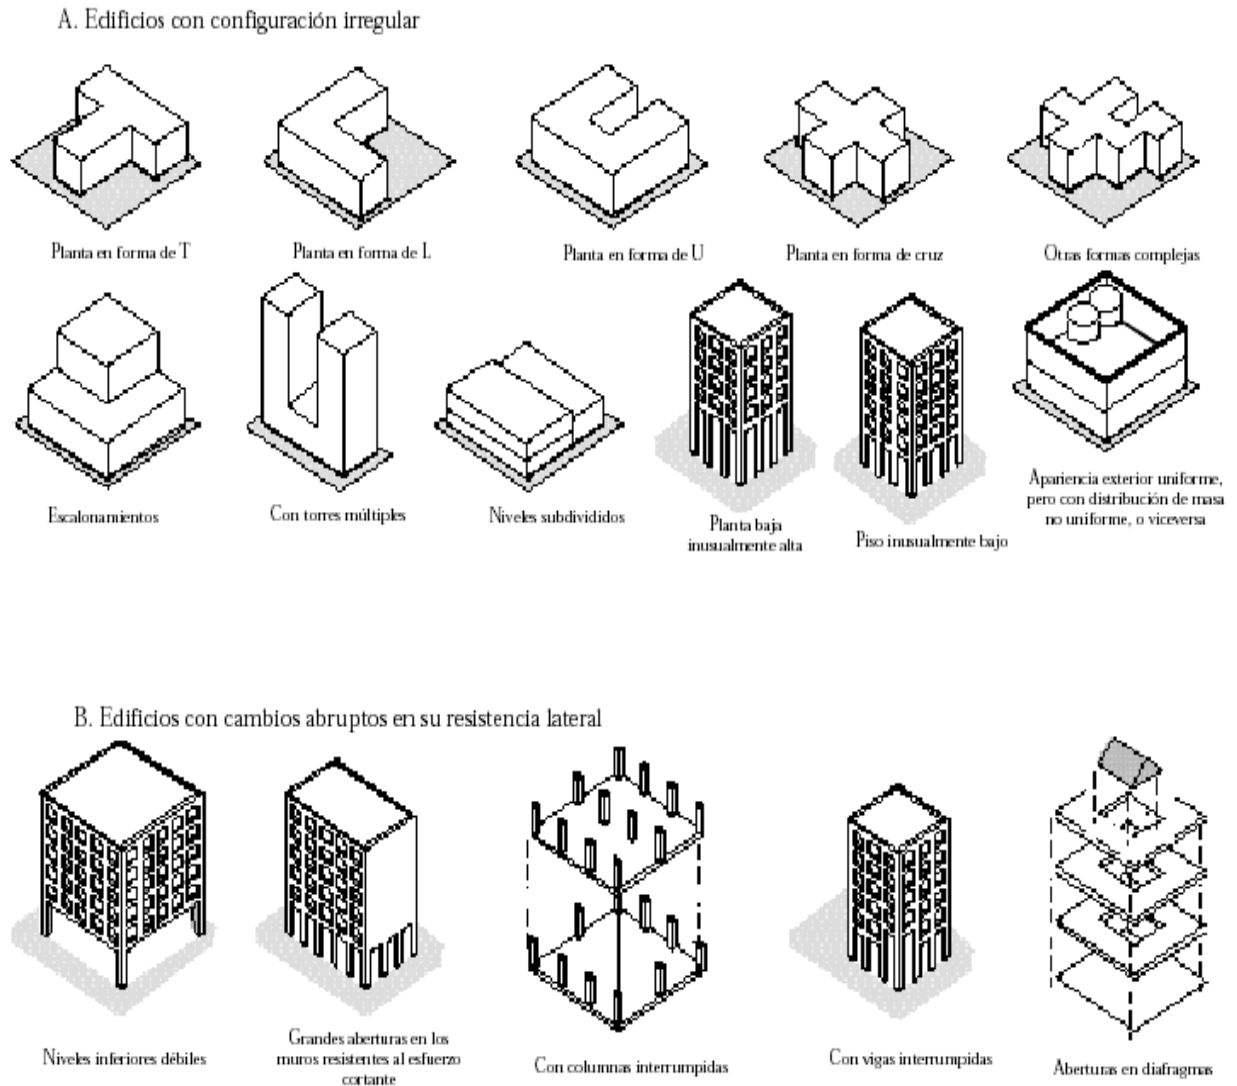 A. Edificios con configuración irregular
Planta en forma de T
Planta en forma de L
Planta en forma de U
Planta en forma de cruz
Otras formas complejas
Escalonamientos
Con torres múltiples
Niveles subdivididos
Planta baja
inusualmente alta
Piso inusualmente bajo
Apariencia exterior uniforme,
pero con distribución de masa
no uniforme, o viceversa
B. Edificios con cambios abruptos en su resistencia lateral
Niveles inferiores débiles
Grandes aberturas en los
muros resistentes al esfuerzo
cortante
Con columnas interrumpidas
Con vigas interrumpidas
Aberturas en diafragmas